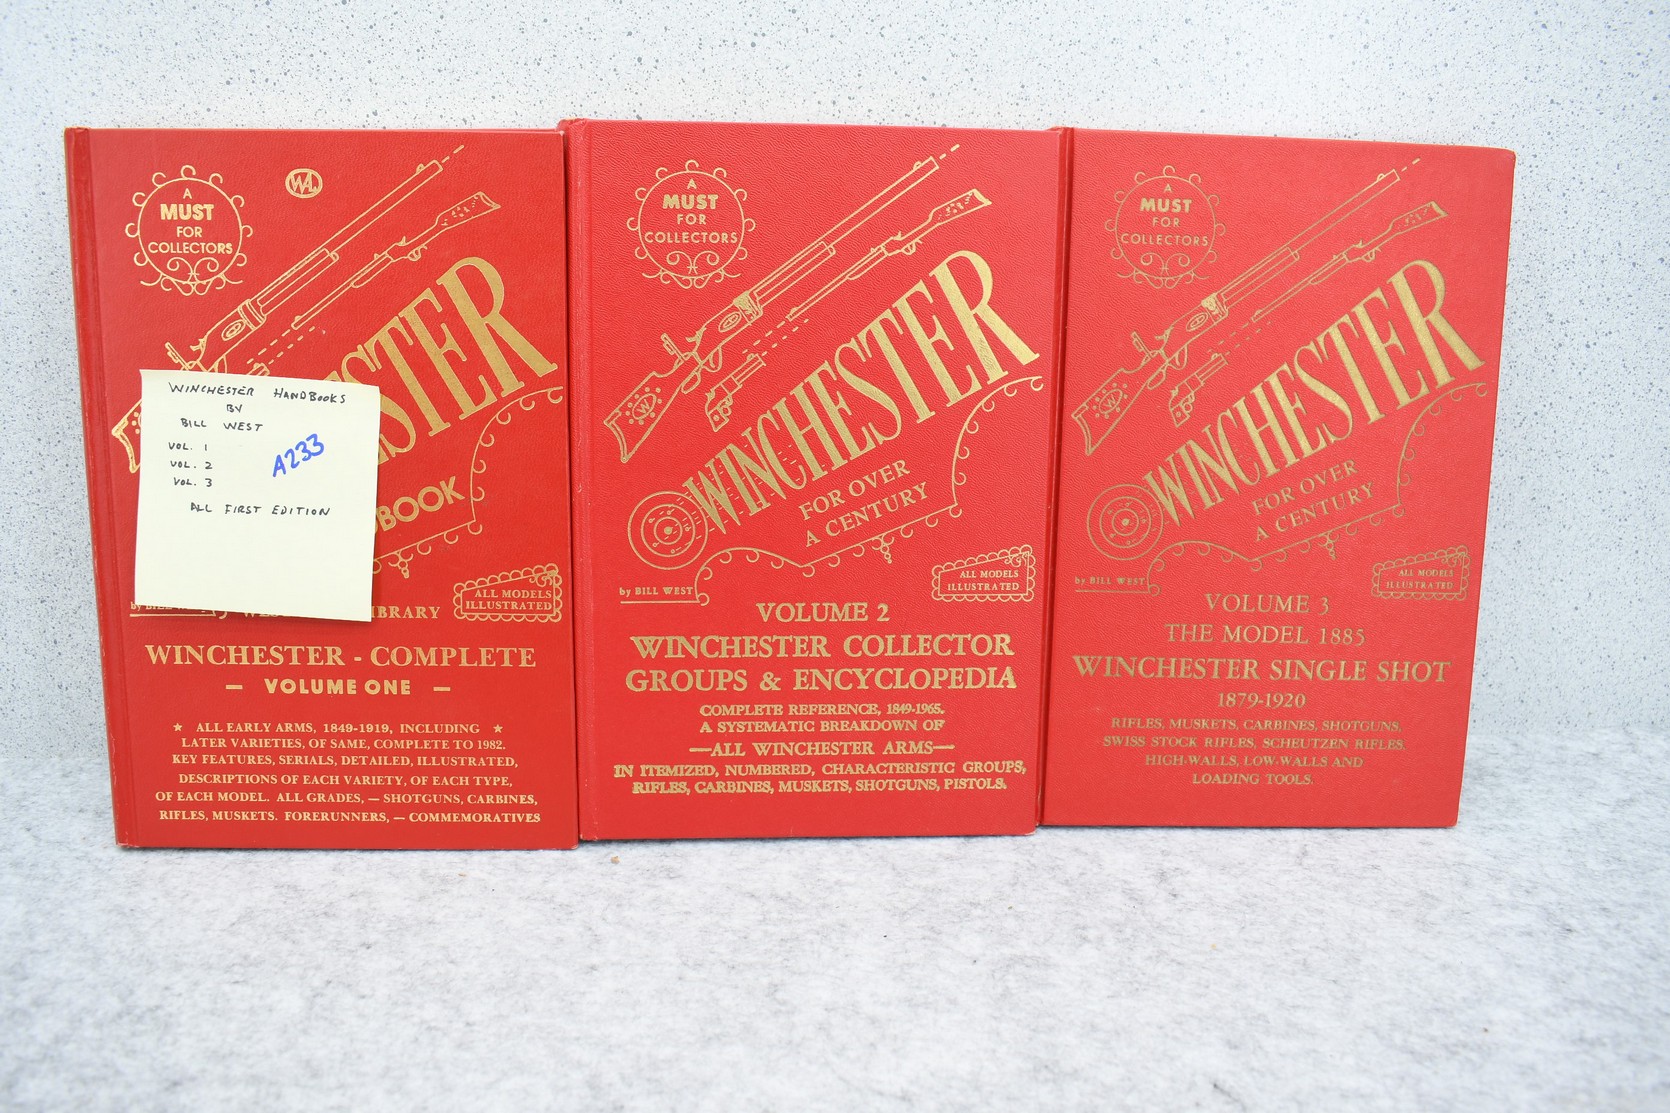 A
MUST
FOR
COLLECTORS
WL
WINCHESTER HANDBOOKS
BY
BILL WEST
VOL. 1
VOL. 2
VOL. 3
A233
ALL FIRST EDITION
ALL MODELS
ILLUSTRATED
WINCHESTER - COMPLETE
— VOLUME ONE —
★ ALL EARLY ARMS, 1849-1919, INCLUDING ★
LATER VARIETIES, OF SAME, COMPLETE TO 1982.
KEY FEATURES, SERIALS, DETAILED, ILLUSTRATED,
DESCRIPTIONS OF EACH VARIETY, OF EACH TYPE,
OF EACH MODEL. ALL GRADES, — SHOTGUNS, CARBINES,
RIFLES, MUSKETS. FORERUNNERS, — COMMEMORATIVES
A
MUST
FOR
COLLECTORS
W
WINCHESTER
FOR OVER
A CENTURY
by BILL WEST
ALL MODELS
ILLUSTRATED
VOLUME 2
WINCHESTER COLLECTOR
GROUPS & ENCYCLOPEDIA
COMPLETE REFERENCE, 1849-1965.
A SYSTEMATIC BREAKDOWN OF
—ALL WINCHESTER ARMS—
IN ITEMIZED, NUMBERED, CHARACTERISTIC GROUPS,
RIFLES, CARBINES, MUSKETS, SHOTGUNS, PISTOLS.
A
MUST
FOR
COLLECTORS
W
WINCHESTER
FOR OVER
A CENTURY
by BILL WEST
ALL MODELS
ILLUSTRATED
VOLUME 3
THE MODEL 1885
WINCHESTER SINGLE SHOT
1879-1920
RIFLES, MUSKETS, CARBINES, SHOTGUNS,
SWISS STOCK RIFLES, SCHEUTZEN RIFLES,
HIGH-WALLS, LOW-WALLS AND
LOADING TOOLS.